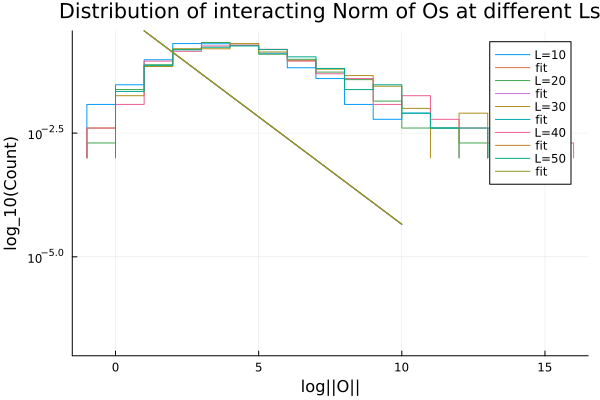 Distribution of interacting Norm of Os at different Ls
log_10(Count)
10^−2.5
10^−5.0
0
5
10
15
log||O||
L=10
fit
L=20
fit
L=30
fit
L=40
fit
L=50
fit